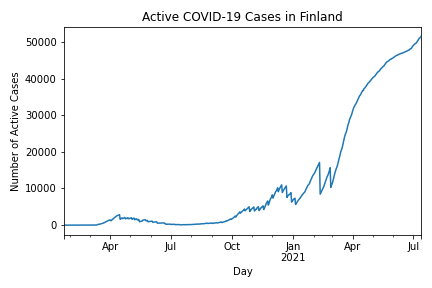 Active COVID-19 Cases in Finland
Number of Active Cases
50000
40000
30000
20000
10000
0
Apr
Jul
Oct
Jan
2021
Apr
Jul
Day